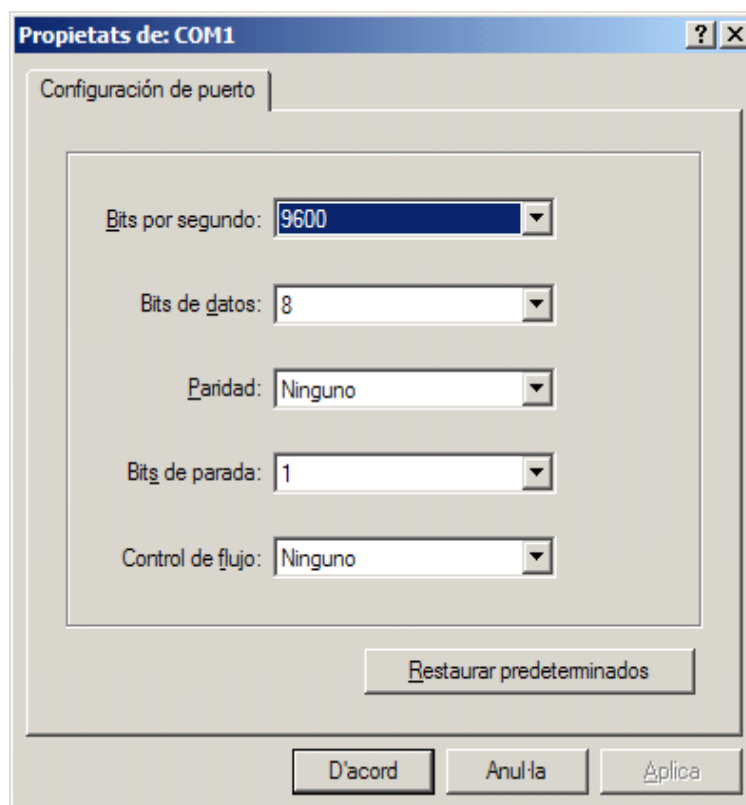 Propietats de: COM1
Configuración de puerto
Bits por segundo: 9600
Bits de datos: 8
Paridad: Ninguno
Bits de parada: 1
Control de flujo: Ninguno
Restaurar predeterminados
D'acord Anul·la Aplica